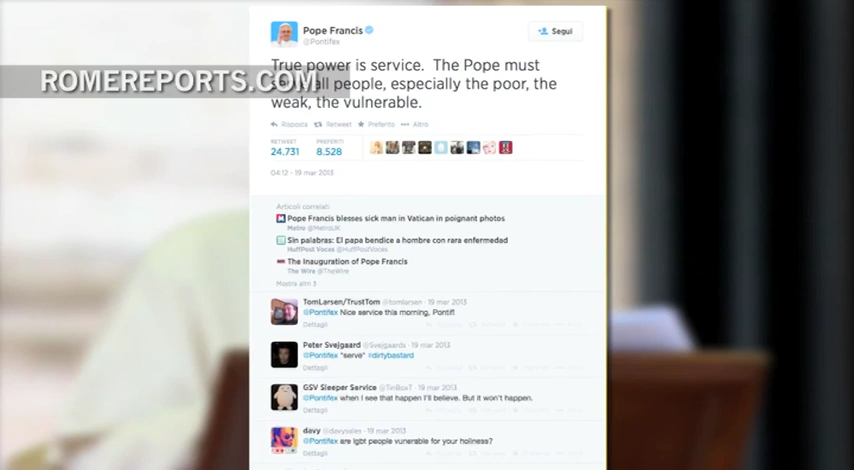 Pope Francis
@Pontifex
Segui
True power is service. The Pope must
serve all people, especially the poor, the
weak, the vulnerable.
ROMEREPORTS.COM
Risposta Retweet Preferito Altro
RETWEET PREFERITI
24.731 8.528
04:12 - 19 mar 2013
Articoli correlati
Pope Francis blesses sick man in Vatican in poignant photos
Metro @MetroUK
Sin palabras: El papa bendice a hombre con rara enfermedad
HuffPost Voces @HuffPostVoces
The Inauguration of Pope Francis
The Wire @TheWire
Mostra altri 3
TomLarsen/TrustTom @tomlarsen · 19 mar 2013
@Pontifex Nice service this morning, Pontif!
Dettagli
Peter Svejgaard @Svejgaards · 19 mar 2013
@Pontifex "serve" #dirtybastard
Dettagli
GSV Sleeper Service @TinBoxT · 19 mar 2013
@Pontifex when I see that happen I'll believe. But it won't happen.
Dettagli
davy @davysales · 19 mar 2013
@Pontifex are lgbt people vunerable for your holiness?
Dettagli